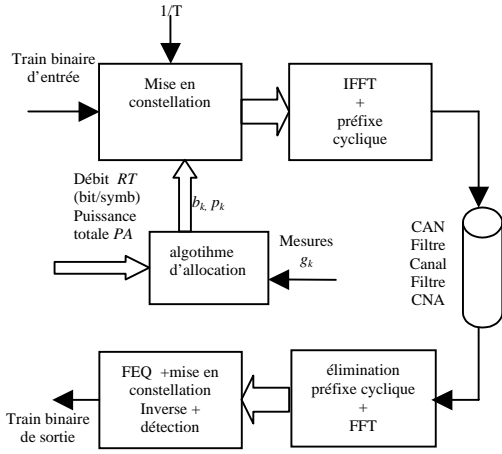 1/T
Train binaire
d'entrée
Mise en
constellation
IFFT
+
préfixe
cyclique
Débit RT
(bit/symb)
Puissance
totale PA
b_k, p_k
algotihme
d'allocation
Mesures
g_k
CAN
Filtre
Canal
Filtre
CNA
FEQ +mise en
constellation
Inverse +
détection
élimination
préfixe cyclique
+
FFT
Train binaire
de sortie